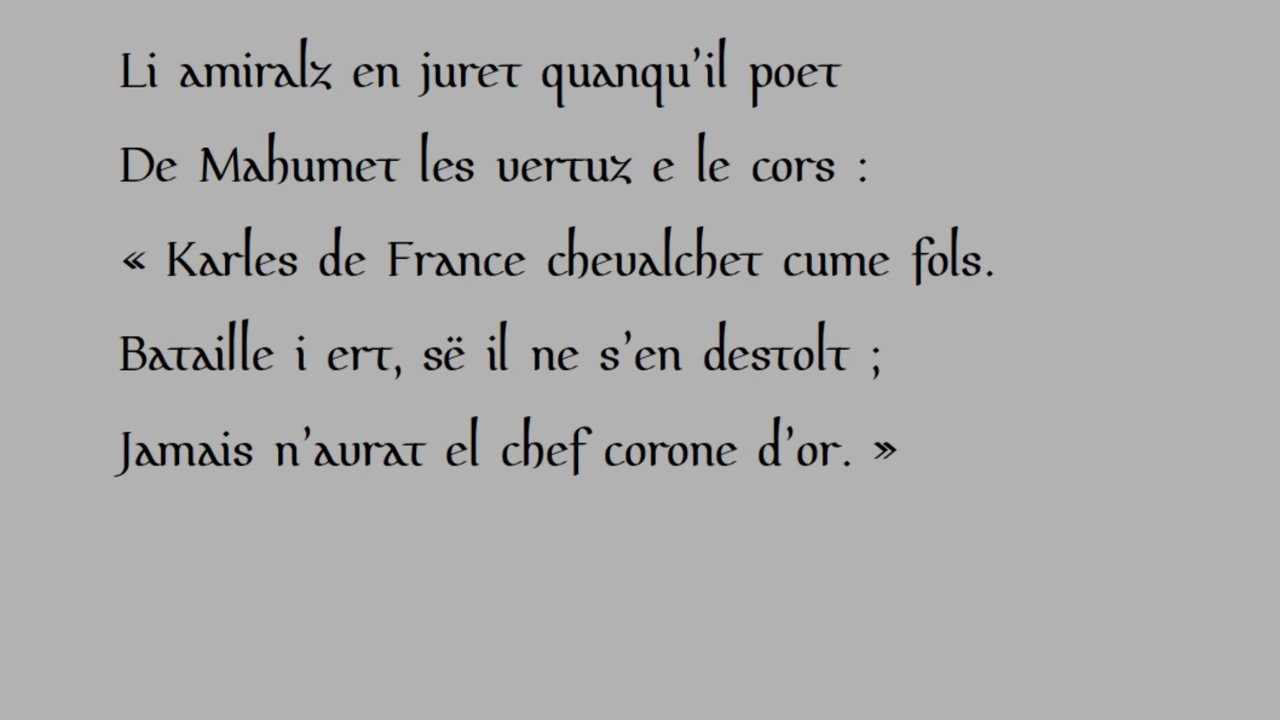 Li amiralz en juret quanqu’il poet
De Mahumet les vertuz e le cors :
« Karles de France chevalchet cume fols.
Bataille i ert, së il ne s’en destolt ;
Jamais n’aurat el chef corone d’or. »